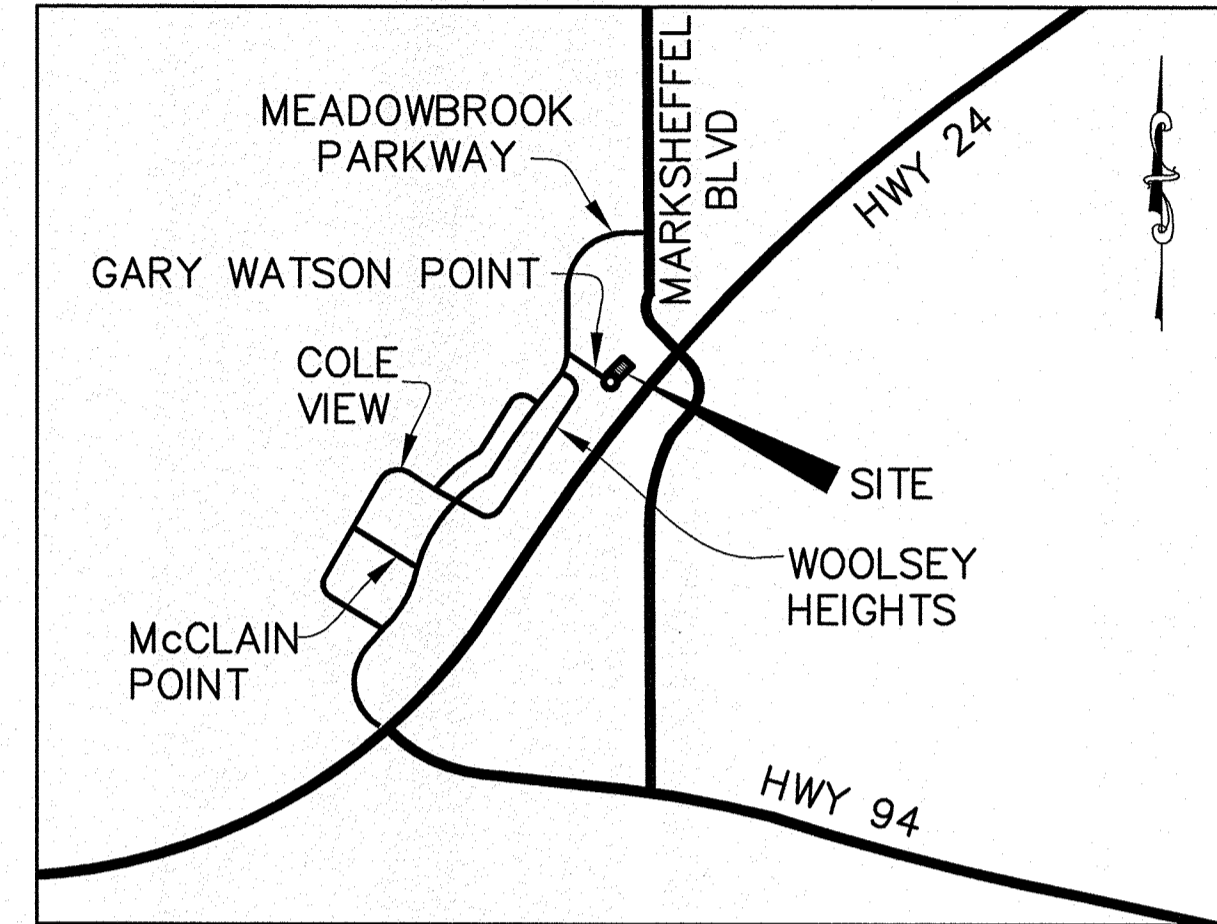 MEADOWBROOK
PARKWAY
MARKSHEFFEL
BLVD
HWY 24
GARY WATSON POINT
COLE
VIEW
SITE
WOOLSEY
HEIGHTS
McCLAIN
POINT
HWY 94